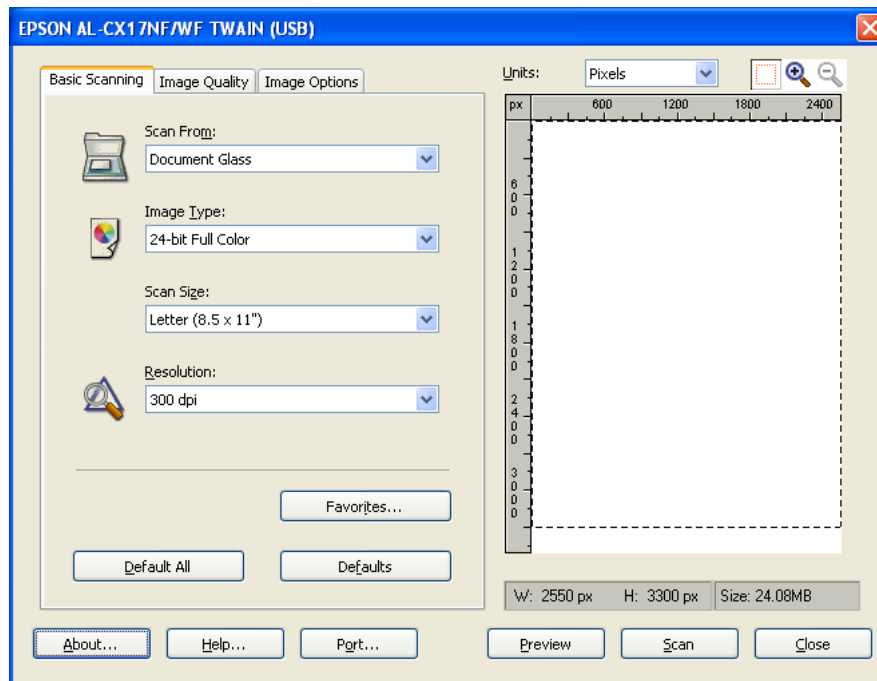 EPSON AL-CX17NF/WF TWAIN (USB)
Basic Scanning
Image Quality
Image Options
Scan From:
Document Glass
Image Type:
24-bit Full Color
Scan Size:
Letter (8.5 x 11")
Resolution:
300 dpi
Favorites...
Default All
Defaults
Units:
Pixels
px
600
1200
1800
2400
600
1200
1800
2400
3000
W: 2550 px
H: 3300 px
Size: 24.08MB
About...
Help...
Port...
Preview
Scan
Close